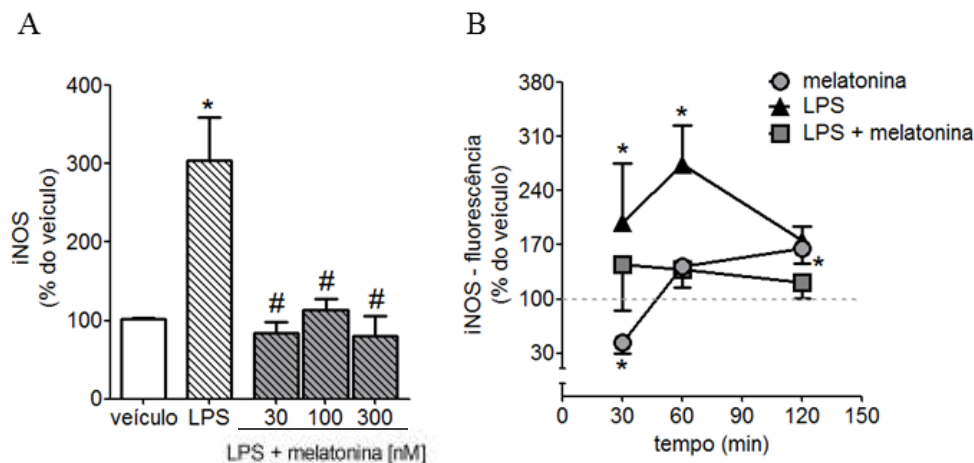 A
iNOS
(% do veículo)
400
300
200
100
0
*
#
#
#
veículo LPS 30 100 300
LPS + melatonina [nM]
B
iNOS - fluorescência
(% do veículo)
380
310
240
170
100
30
melatonina
LPS
LPS + melatonina
*
*
*
*
0 30 60 90 120 150
tempo (min)